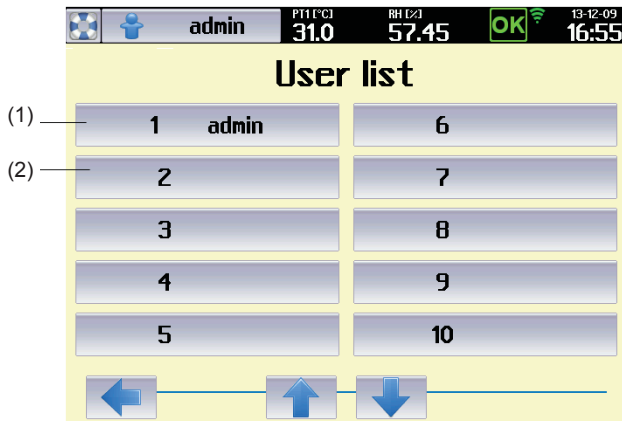 admin PT1 [°C] 31.0 RH [%] 57.45 OK 13-12-09 16:55
User list
(1) 1 admin 6
(2) 2 7
3 8
4 9
5 10